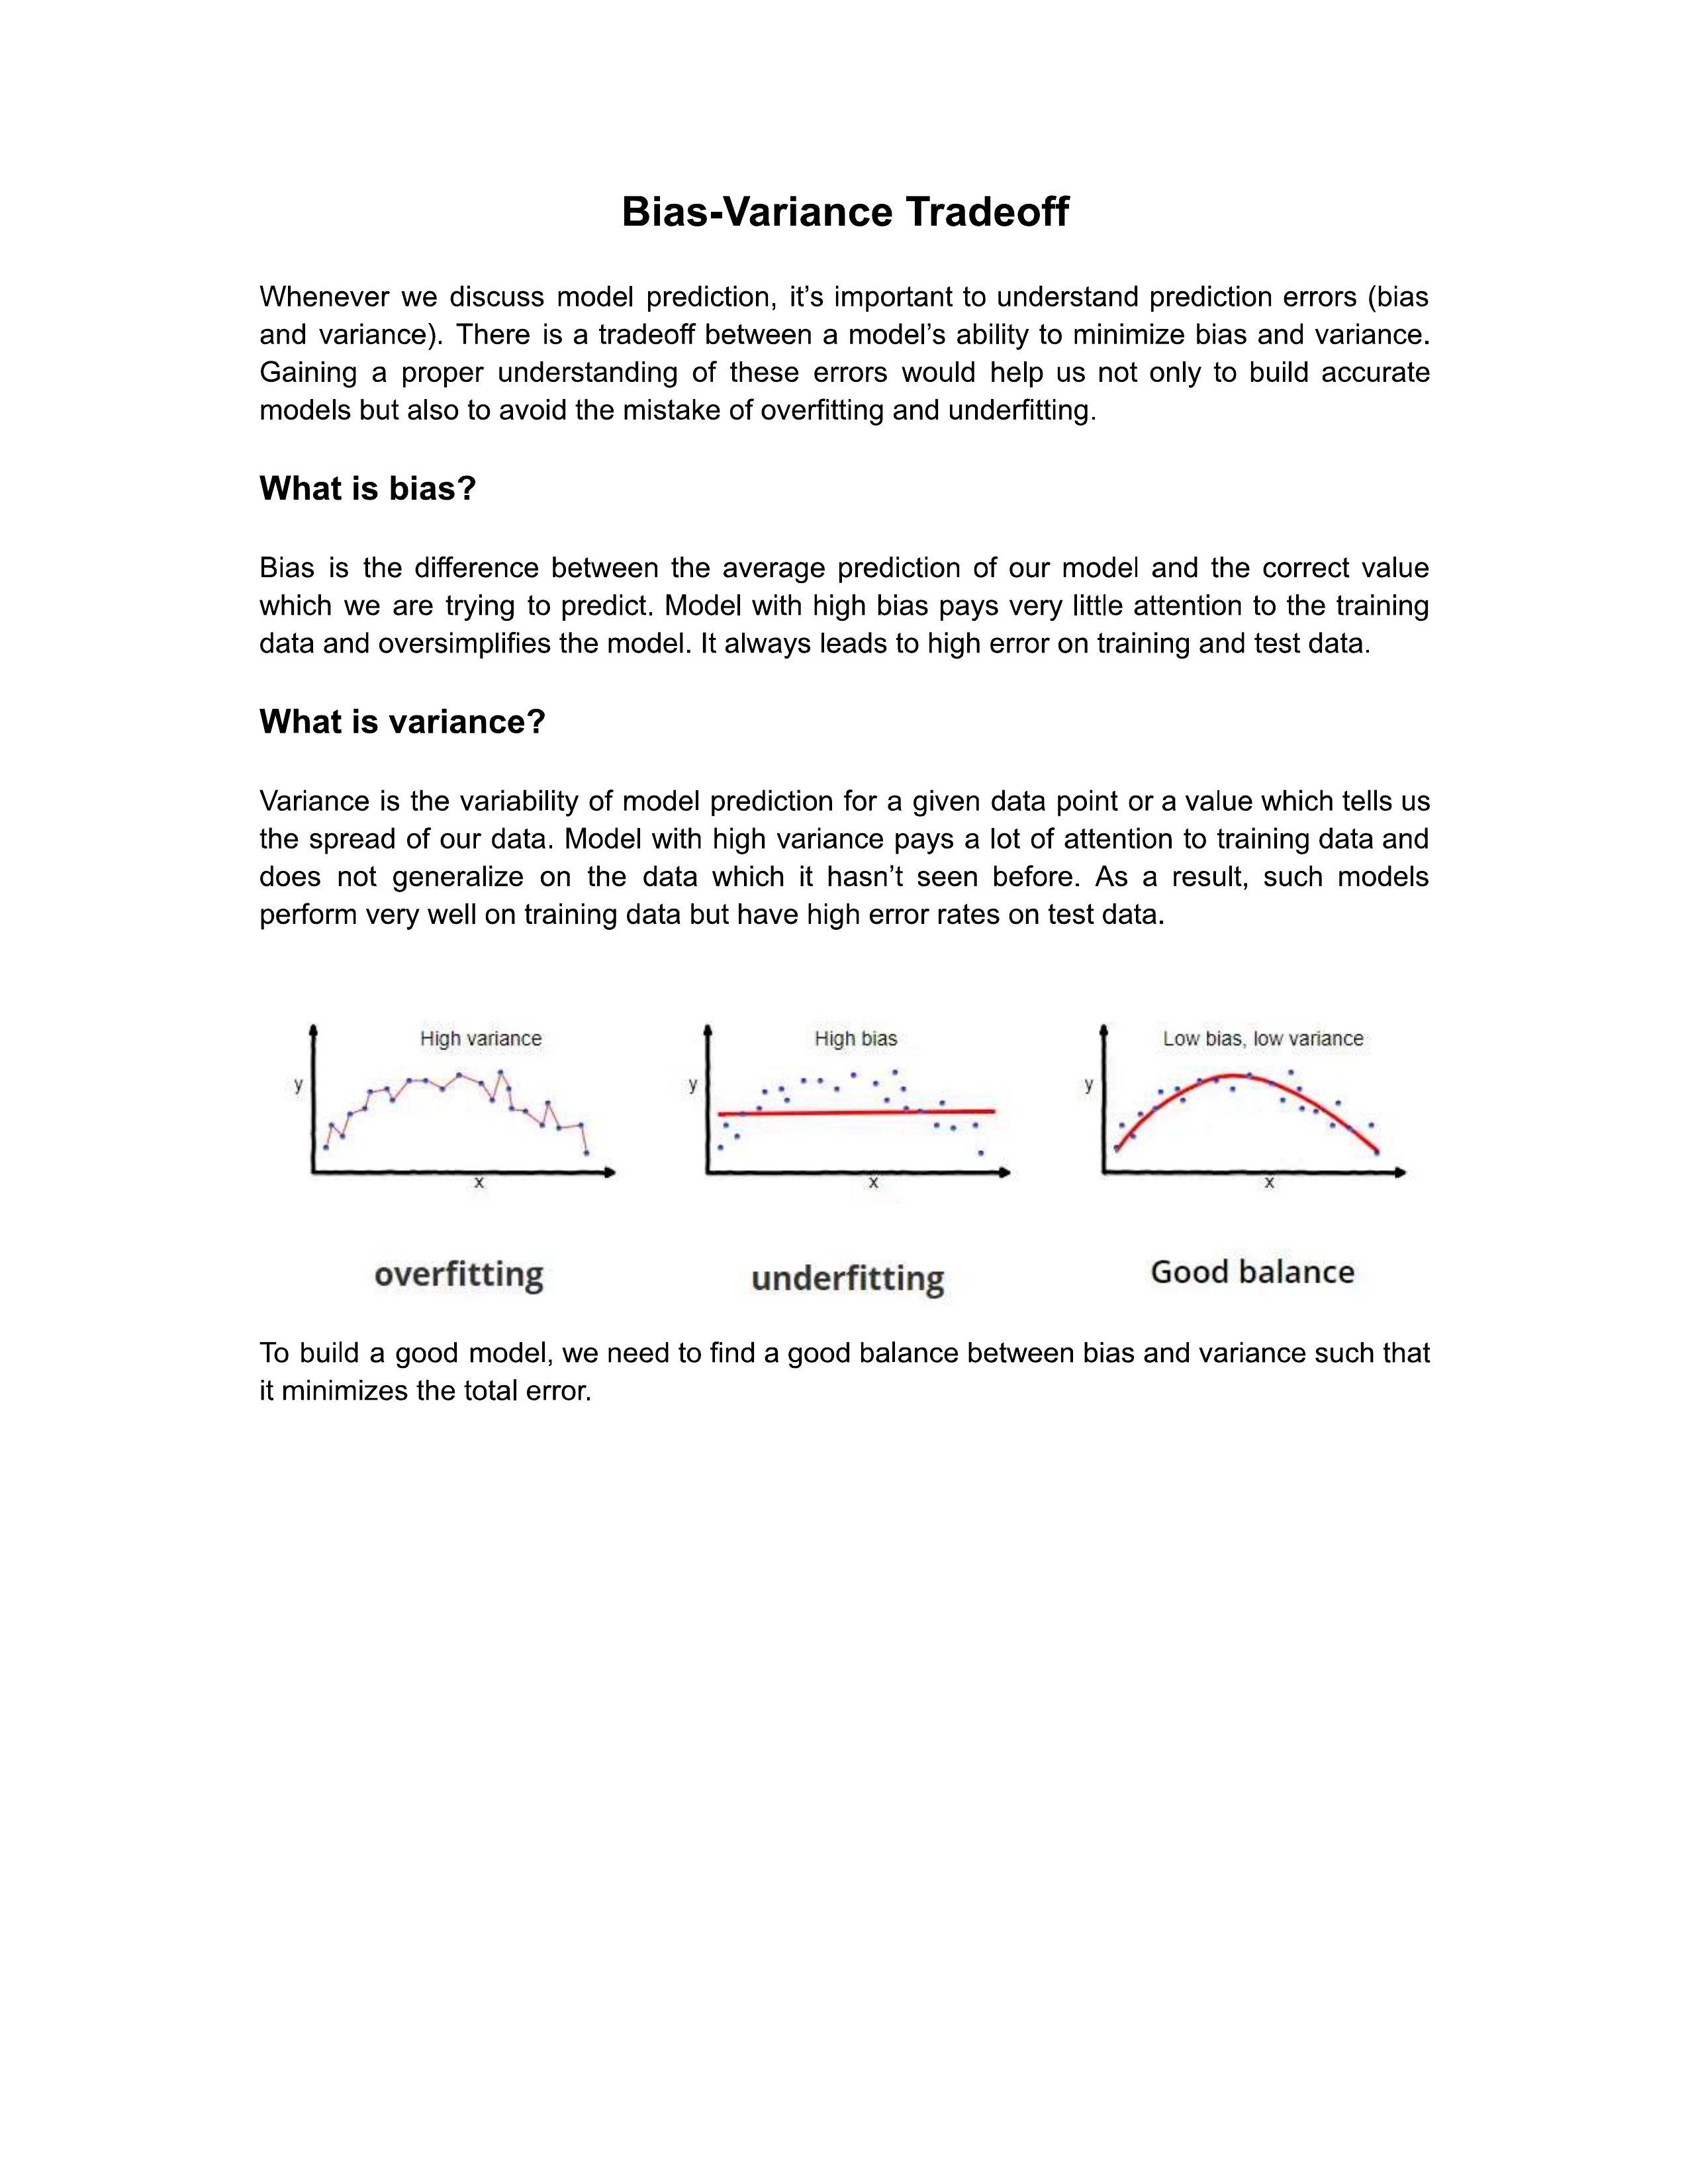 Bias-Variance Tradeoff
Whenever we discuss model prediction, it’s important to understand prediction errors (bias
and variance). There is a tradeoff between a model’s ability to minimize bias and variance.
Gaining a proper understanding of these errors would help us not only to build accurate
models but also to avoid the mistake of overfitting and underfitting.
What is bias?
Bias is the difference between the average prediction of our model and the correct value
which we are trying to predict. Model with high bias pays very little attention to the training
data and oversimplifies the model. It always leads to high error on training and test data.
What is variance?
Variance is the variability of model prediction for a given data point or a value which tells us
the spread of our data. Model with high variance pays a lot of attention to training data and
does not generalize on the data which it hasn’t seen before. As a result, such models
perform very well on training data but have high error rates on test data.
High variance
y
x
overfitting
High bias
y
x
underfitting
Low bias, low variance
y
x
Good balance
To build a good model, we need to find a good balance between bias and variance such that
it minimizes the total error.